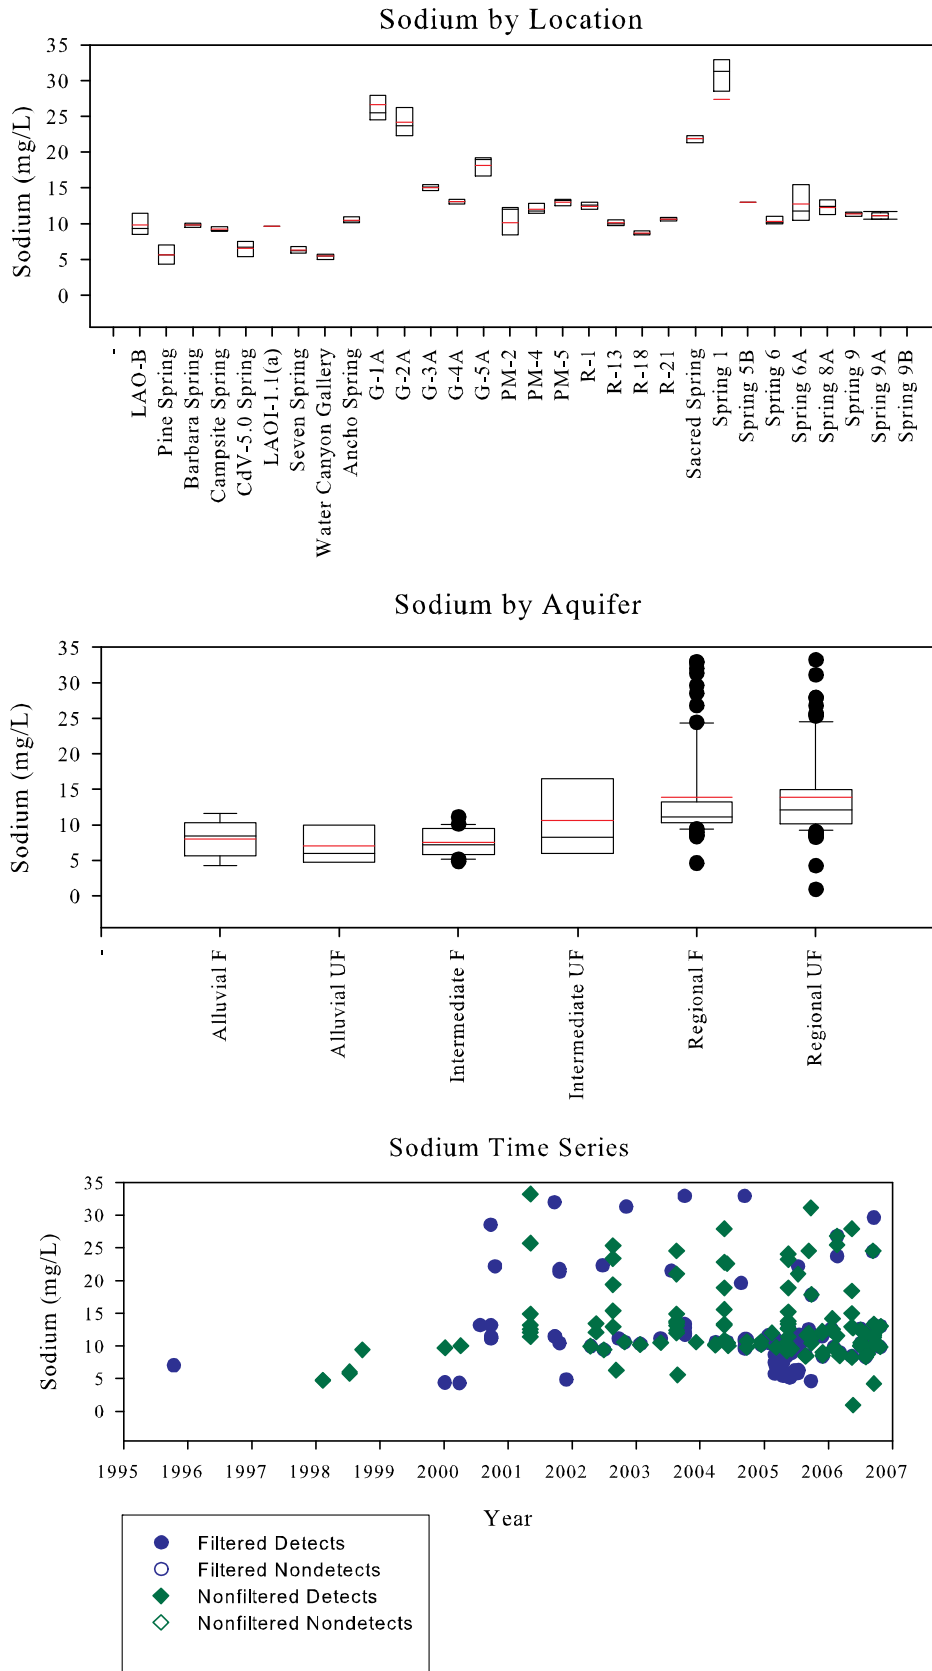 Sodium by Location
Sodium (mg/L)
35
30
25
20
15
10
5
0
-
LAO-B
Pine Spring
Barbara Spring
Campsite Spring
CdV-5.0 Spring
LAOI-1.1(a)
Seven Spring
Water Canyon Gallery
Ancho Spring
G-1A
G-2A
G-3A
G-4A
G-5A
PM-2
PM-4
PM-5
R-1
R-13
R-18
R-21
Sacred Spring
Spring 1
Spring 5B
Spring 6
Spring 6A
Spring 8A
Spring 9
Spring 9A
Spring 9B
Sodium by Aquifer
Sodium (mg/L)
35
30
25
20
15
10
5
0
-
Alluvial F
Alluvial UF
Intermediate F
Intermediate UF
Regional F
Regional UF
Sodium Time Series
Sodium (mg/L)
35
30
25
20
15
10
5
0
1995 1996 1997 1998 1999 2000 2001 2002 2003 2004 2005 2006 2007
Year
Filtered Detects
Filtered Nondetects
Nonfiltered Detects
Nonfiltered Nondetects